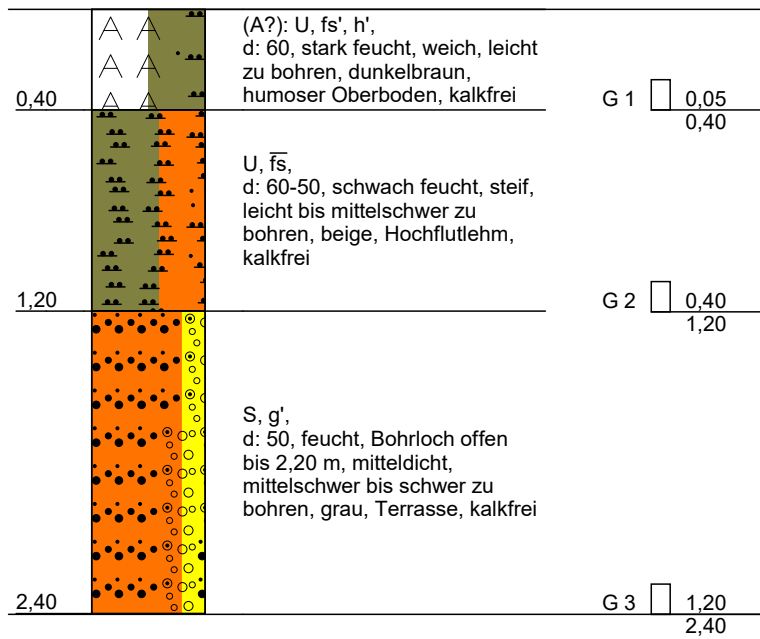 (A?): U, fs', h',
d: 60, stark feucht, weich, leicht
zu bohren, dunkelbraun,
humoser Oberboden, kalkfrei
0,40
G 1 0,05
0,40
U, f̅s̅,
d: 60-50, schwach feucht, steif,
leicht bis mittelschwer zu
bohren, beige, Hochflutlehm,
kalkfrei
1,20
G 2 0,40
1,20
S, g',
d: 50, feucht, Bohrloch offen
bis 2,20 m, mitteldicht,
mittelschwer bis schwer zu
bohren, grau, Terrasse, kalkfrei
2,40
G 3 1,20
2,40